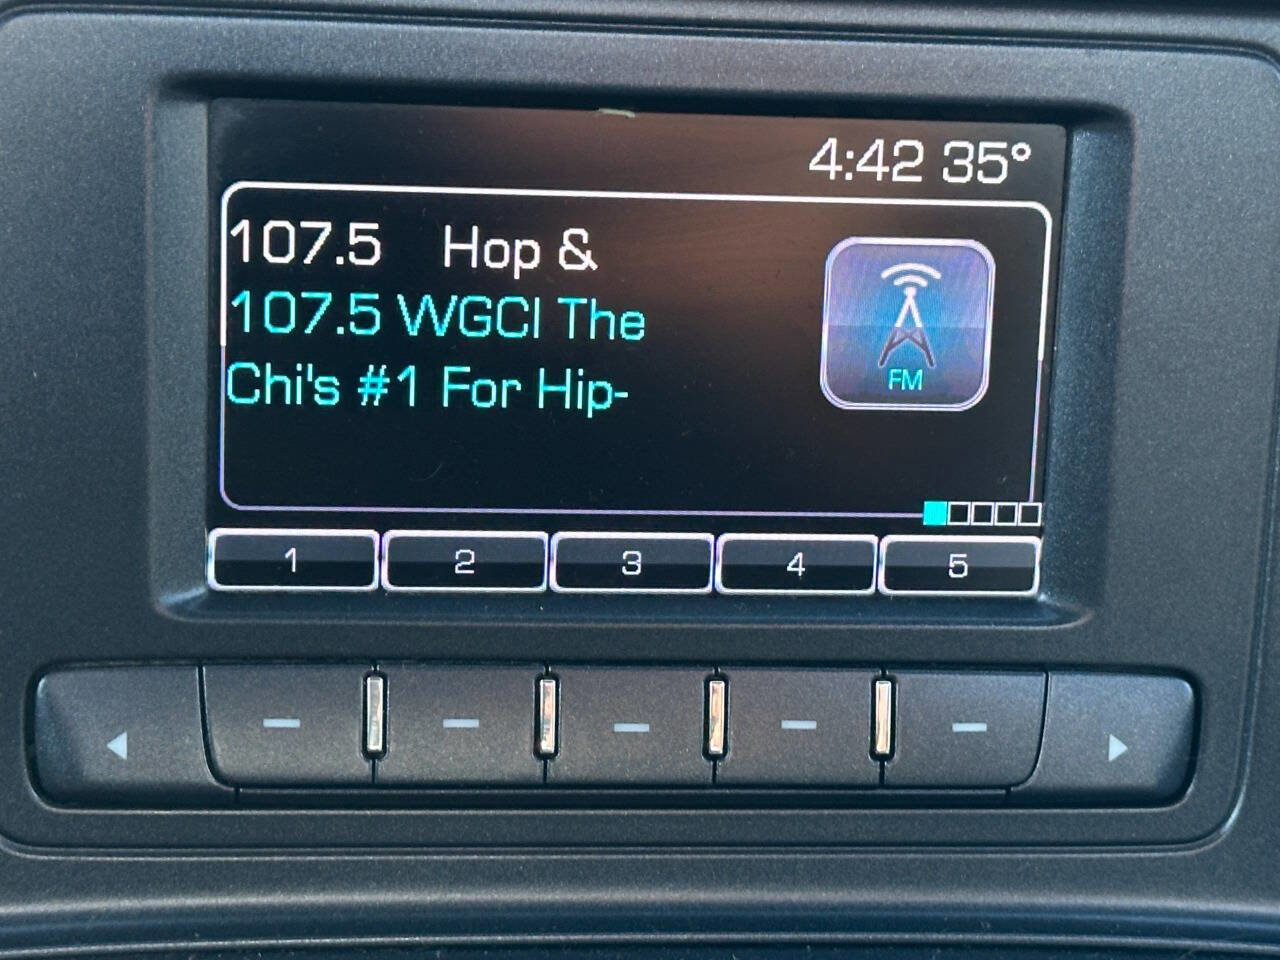 4:42 35°
107.5 Hop &
107.5 WGCI The
Chi's #1 For Hip-
FM
1 2 3 4 5